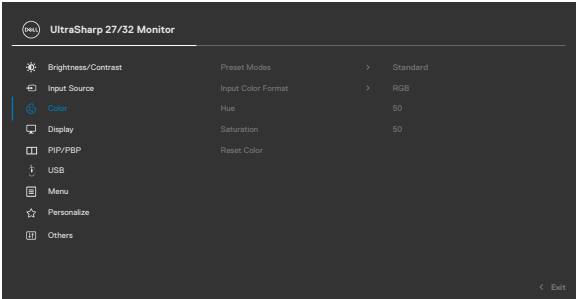 DELL UltraSharp 27/32 Monitor
Brightness/Contrast Preset Modes > Standard
Input Source Input Color Format > RGB
Color Hue 50
Display Saturation 50
PIP/PBP Reset Color
USB
Menu
Personalize
Others
< Exit